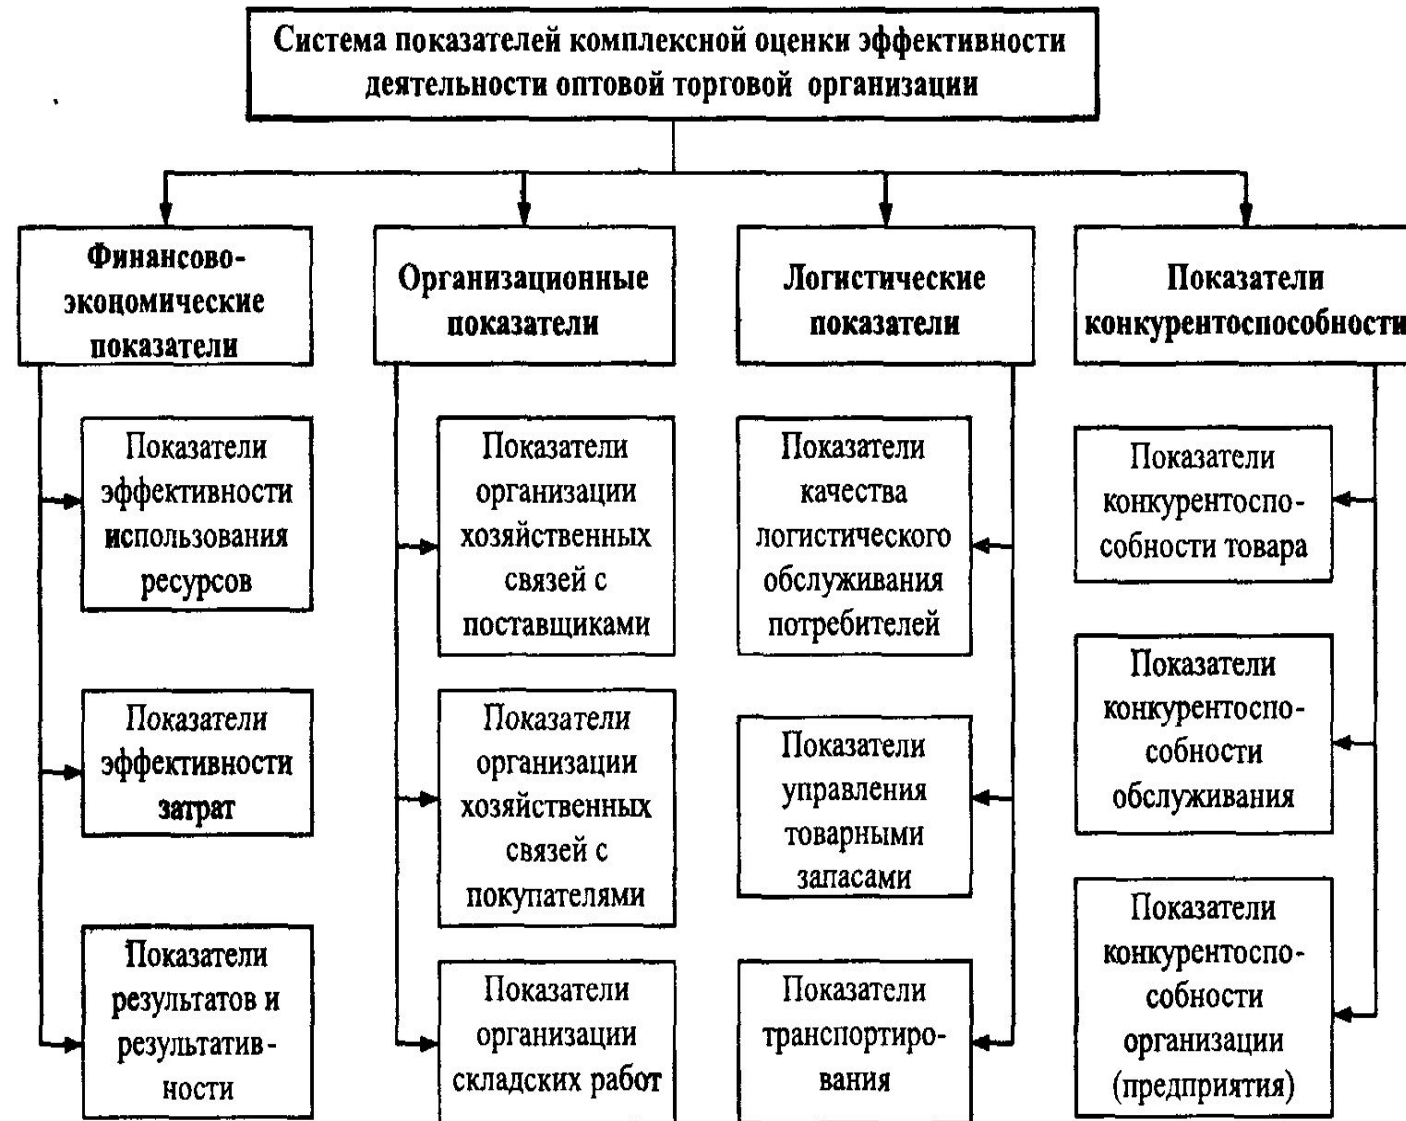 Система показателей комплексной оценки эффективности
деятельности оптовой торговой организации
Финансово-
экономические
показатели
Организационные
показатели
Логистические
показатели
Показатели
конкурентоспособности
Показатели
эффективности
использования
ресурсов
Показатели
эффективности
затрат
Показатели
результатов и
результатив-
ности
Показатели
организации
хозяйственных
связей с
поставщиками
Показатели
организации
хозяйственных
связей с
покупателями
Показатели
организации
складских работ
Показатели
качества
логистического
обслуживания
потребителей
Показатели
управления
товарными
запасами
Показатели
транспортиро-
вания
Показатели
конкурентоспо-
собности товара
Показатели
конкурентоспо-
собности
обслуживания
Показатели
конкурентоспо-
собности
организации
(предприятия)